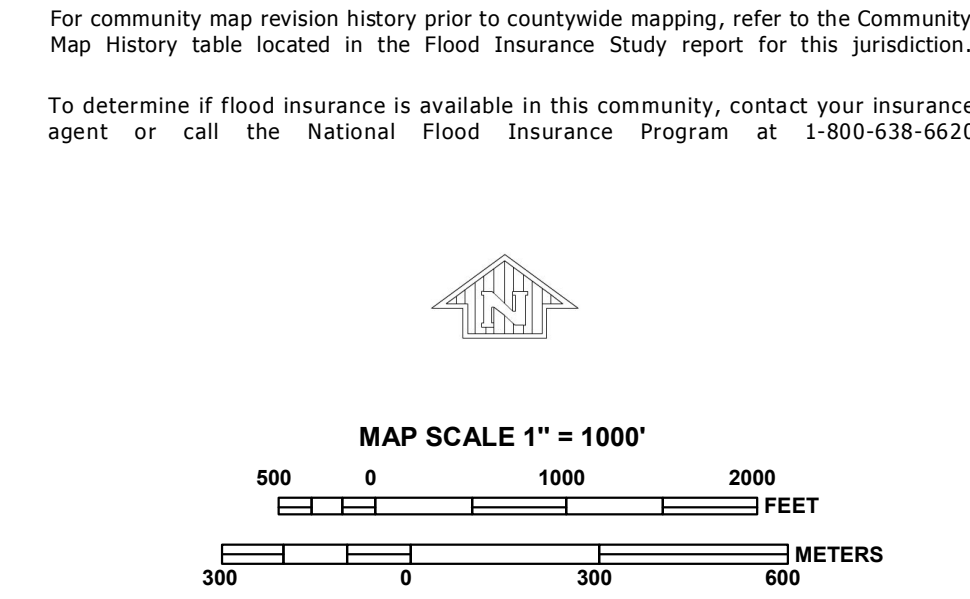 For community map revision history prior to countywide mapping, refer to the Community
Map History table located in the Flood Insurance Study report for this jurisdiction.
To determine if flood insurance is available in this community, contact your insurance
agent or call the National Flood Insurance Program at 1-800-638-6620
N
MAP SCALE 1" = 1000'
500 0 1000 2000
FEET
METERS
300 0 300 600